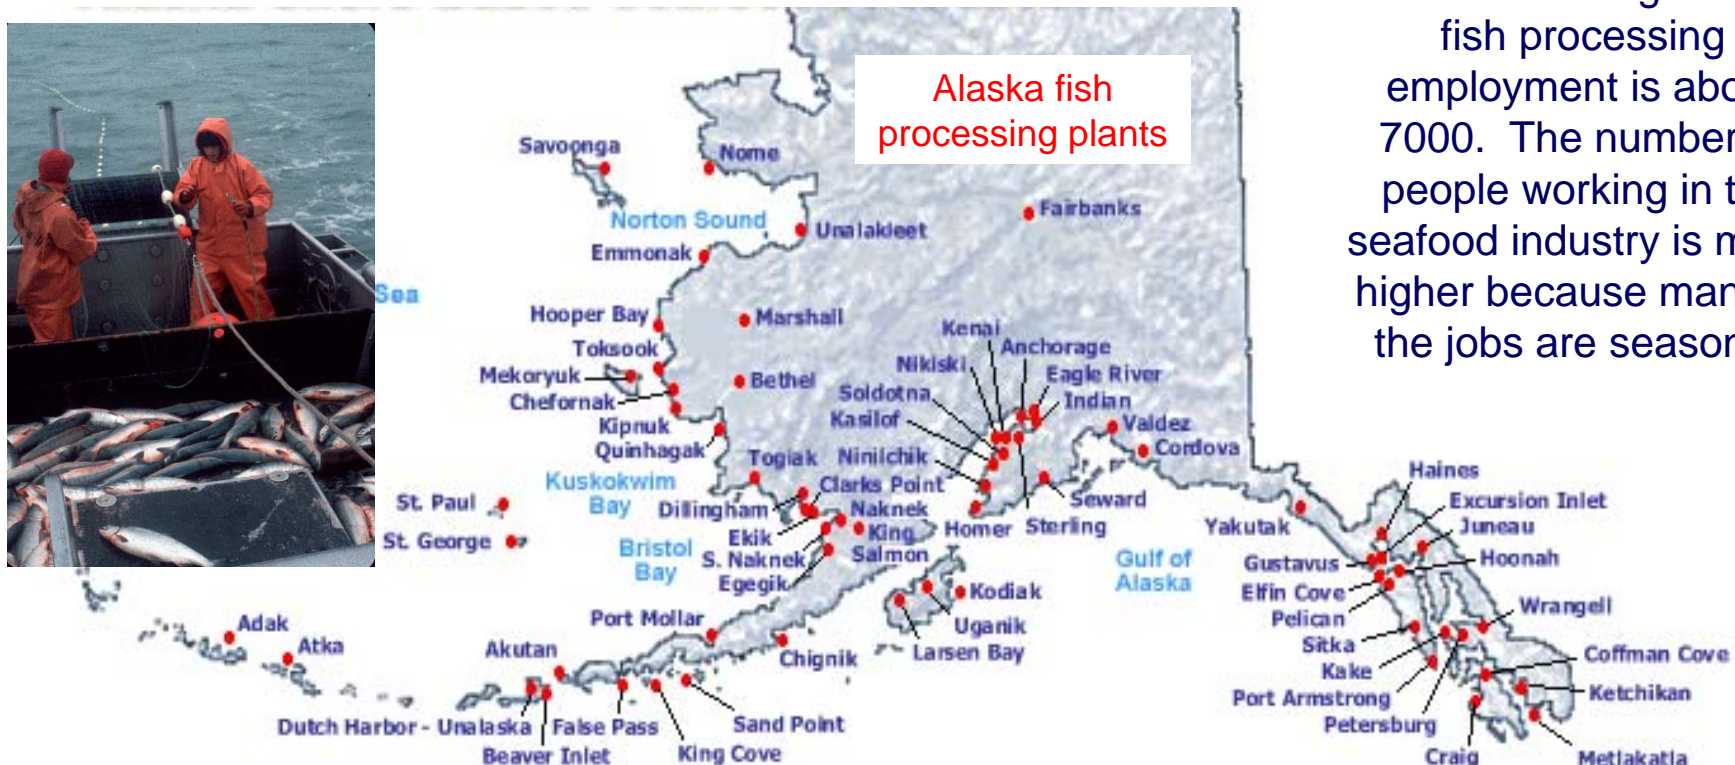 fish processing
employment is
7000. The number
people working in
seafood industry is
higher because
the jobs are
Alaska fish
processing plants
Savoonga
Nome
Norton Sound
Unalakleet
Fairbanks
Emmonak
Sea
Hooper Bay
Marshall
Toksook
Mekoryuk
Bethel
Chefornak
Kipnuk
Quinhagak
Kenai
Anchorage
Nikiski
Eagle River
Soldotna
Indian
Kasilof
Valdez
Cordova
Ninilchik
Togiak
Clarks Point
Kuskokwim
Bay
St. Paul
Dillingham
Naknek
Seward
Ekik
King
Salmon
Homer
Sterling
St. George
Bristol
Bay
S. Naknek
Egegik
Gulf of
Alaska
Yakutak
Haines
Excursion Inlet
Juneau
Gustavus
Hoonah
Elfin Cove
Pelican
Wrangell
Sitka
Kake
Coffman Cove
Port Armstrong
Ketchikan
Petersburg
Craig
Metlakatla
Kodiak
Uganik
Larsen Bay
Port Mollar
Chignik
Adak
Atka
Akutan
Dutch Harbor - Unalaska
False Pass
Sand Point
Beaver Inlet
King Cove